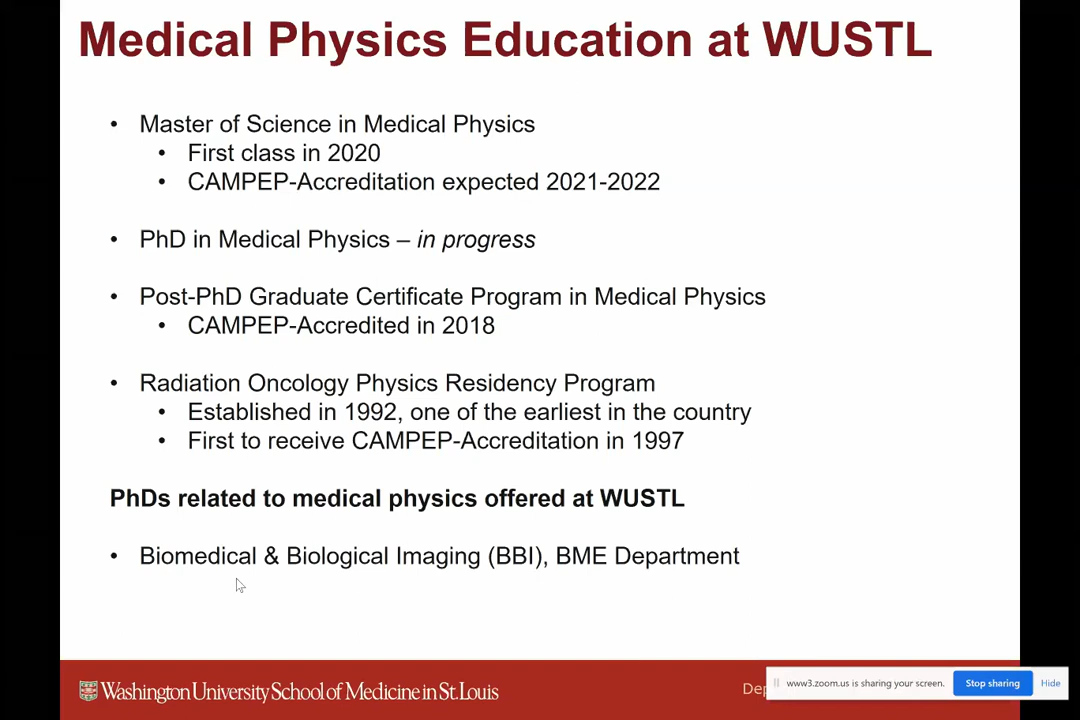 Medical Physics Education at WUSTL
• Master of Science in Medical Physics
• First class in 2020
• CAMPEP-Accreditation expected 2021-2022
• PhD in Medical Physics – in progress
• Post-PhD Graduate Certificate Program in Medical Physics
• CAMPEP-Accredited in 2018
• Radiation Oncology Physics Residency Program
• Established in 1992, one of the earliest in the country
• First to receive CAMPEP-Accreditation in 1997
PhDs related to medical physics offered at WUSTL
• Biomedical & Biological Imaging (BBI), BME Department
Washington University School of Medicine in St. Louis
www3.zoom.us is sharing your screen. Stop sharing Hide